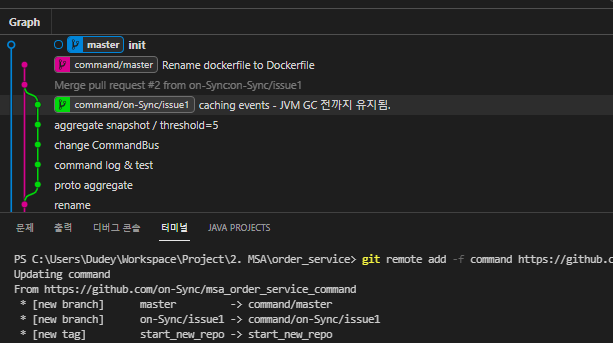 Graph
master init
command/master Rename dockerfile to Dockerfile
Merge pull request #2 from on-Syncon-Sync/issue1
command/on-Sync/issue1 caching events - JVM GC 전까지 유지됨.
aggregate snapshot / threshold=5
change CommandBus
command log & test
proto aggregate
rename
문제 출력 디버그 콘솔 터미널 JAVA PROJECTS
PS C:\Users\Dudey\Workspace\Project\2. MSA\order_service> git remote add -f command https://github.c
Updating command
From https://github.com/on-Sync/msa_order_service_command
* [new branch] master -> command/master
* [new branch] on-Sync/issue1 -> command/on-Sync/issue1
* [new tag] start_new_repo -> start_new_repo